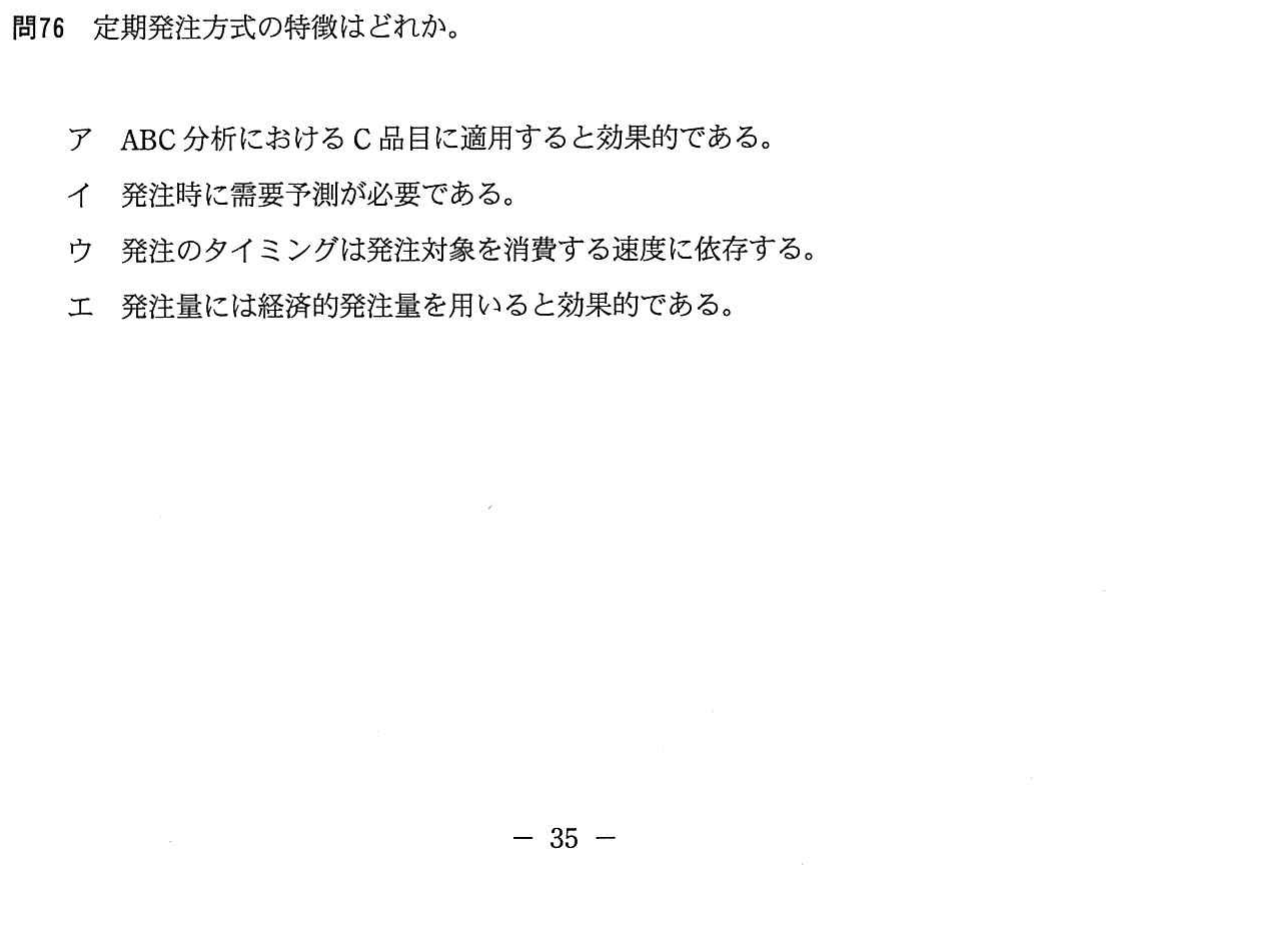 問76 定期発注方式の特徴はどれか。
ア ABC 分析における C 品目に適用すると効果的である。
イ 発注時に需要予測が必要である。
ウ 発注のタイミングは発注対象を消費する速度に依存する。
エ 発注量には経済的発注量を用いると効果的である。
－ 35 －